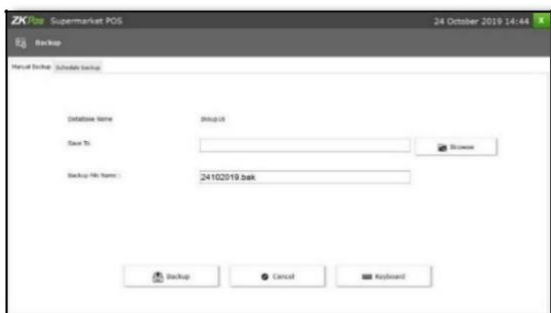 ZKPos Supermarket POS 24 October 2019 14:44 X
Backup
Manual Backup Schedule Backup
Database Name
Save To Browse
Backup File Name :
24102019.bak
Backup Cancel Keyboard